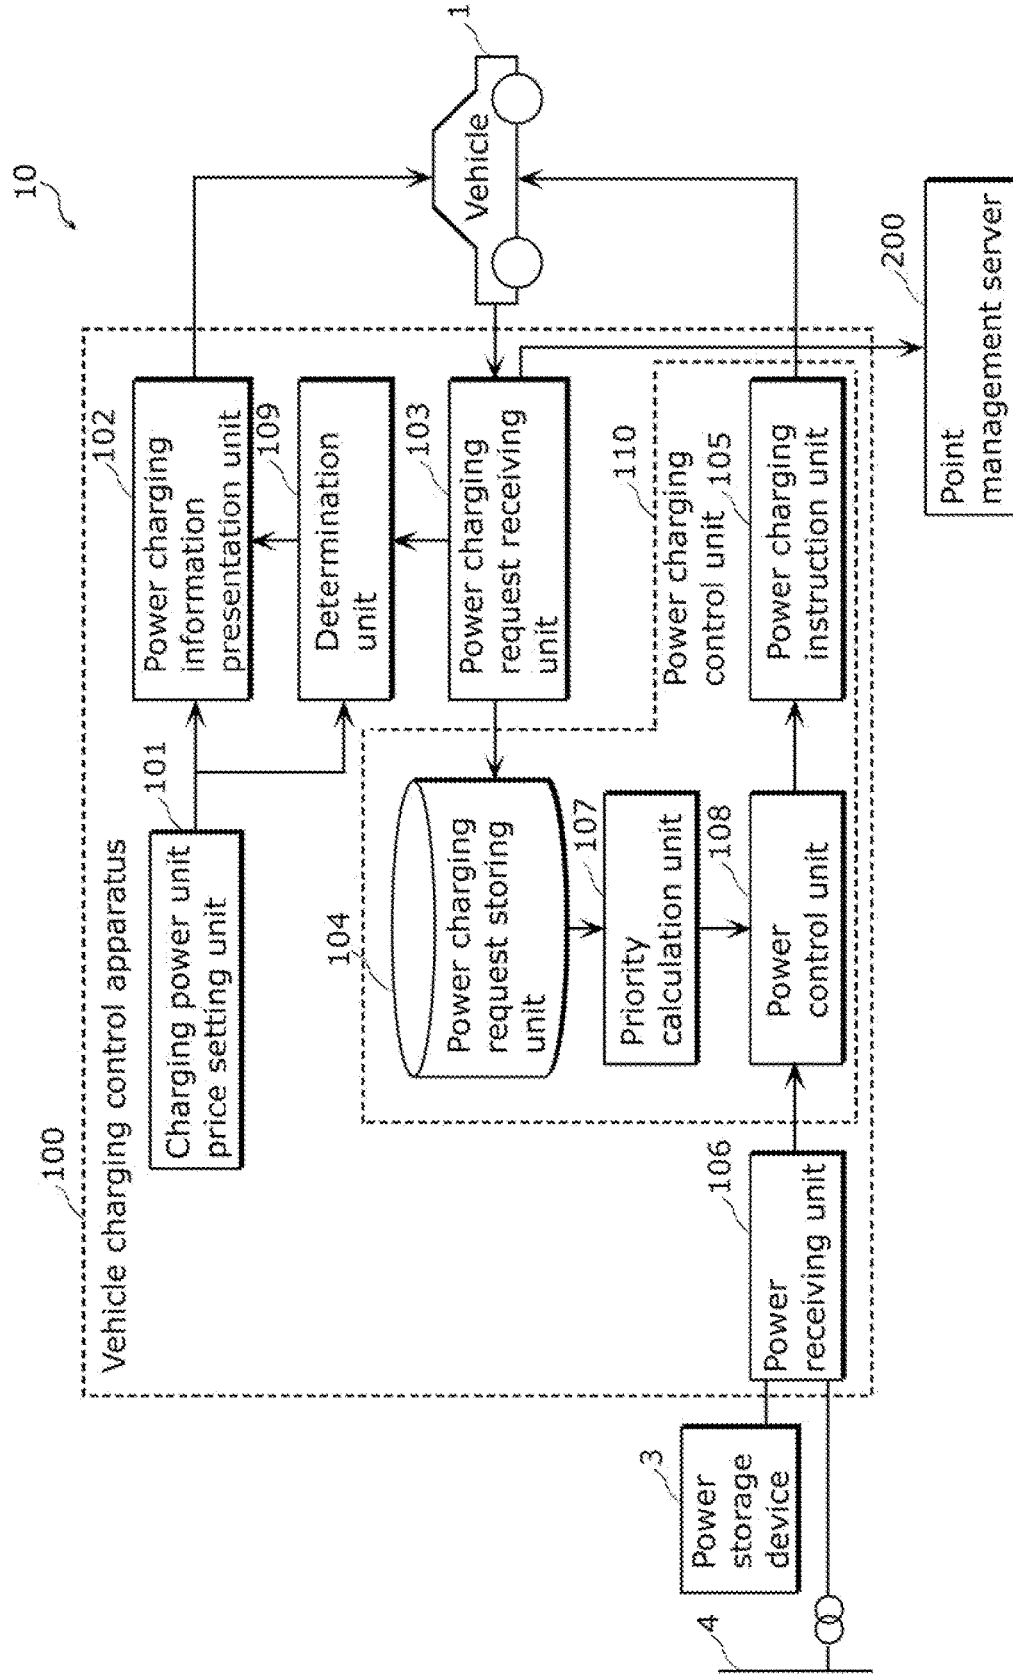 10
100
Vehicle charging control apparatus
101
Charging power unit
price setting unit
102
Power charging
information
presentation unit
109
Determination
unit
103
Power charging
request receiving
unit
1
Vehicle
104
Power charging
request storing
unit
107
Priority
calculation unit
108
Power
control unit
110
Power charging
control unit
105
Power charging
instruction unit
106
Power
receiving unit
3
Power
storage
device
4
200
Point
management server